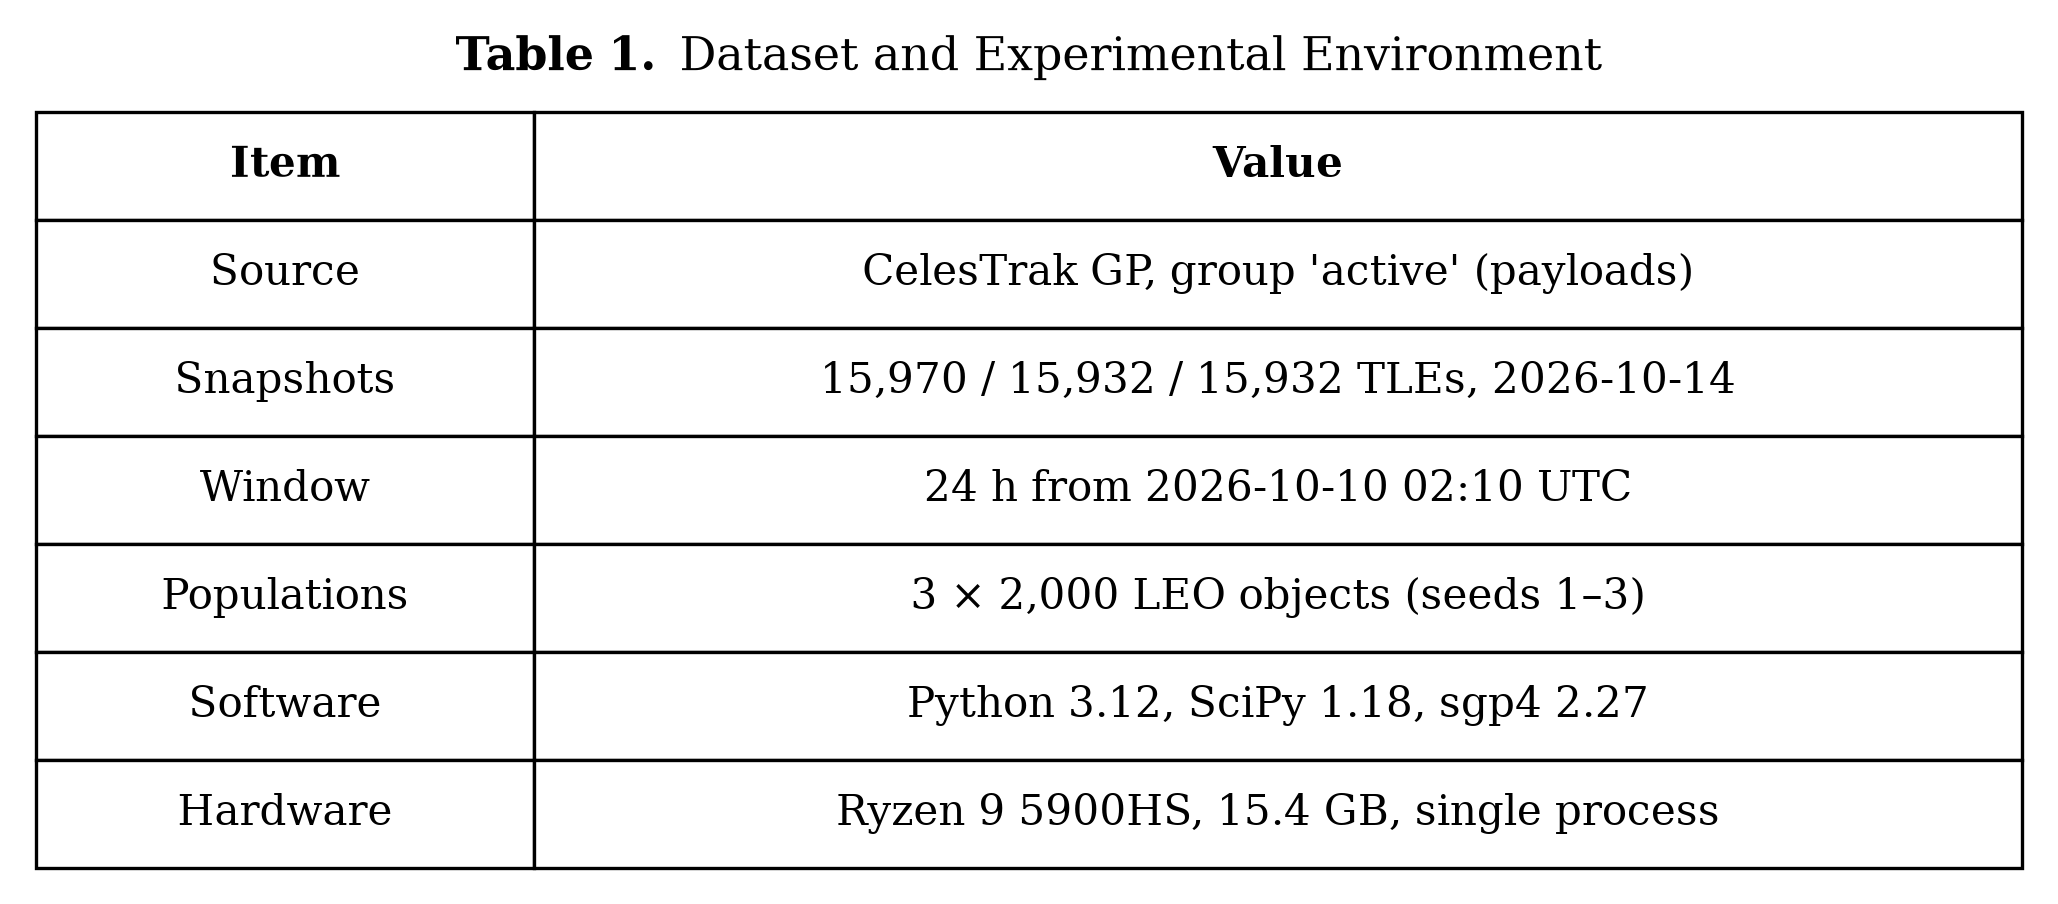 Table 1. Dataset and Experimental Environment
Item Value
Source CelesTrak GP, group 'active' (payloads)
Snapshots 15,970 / 15,932 / 15,932 TLEs, 2026-10-14
Window 24 h from 2026-10-10 02:10 UTC
Populations 3 × 2,000 LEO objects (seeds 1–3)
Software Python 3.12, SciPy 1.18, sgp4 2.27
Hardware Ryzen 9 5900HS, 15.4 GB, single process